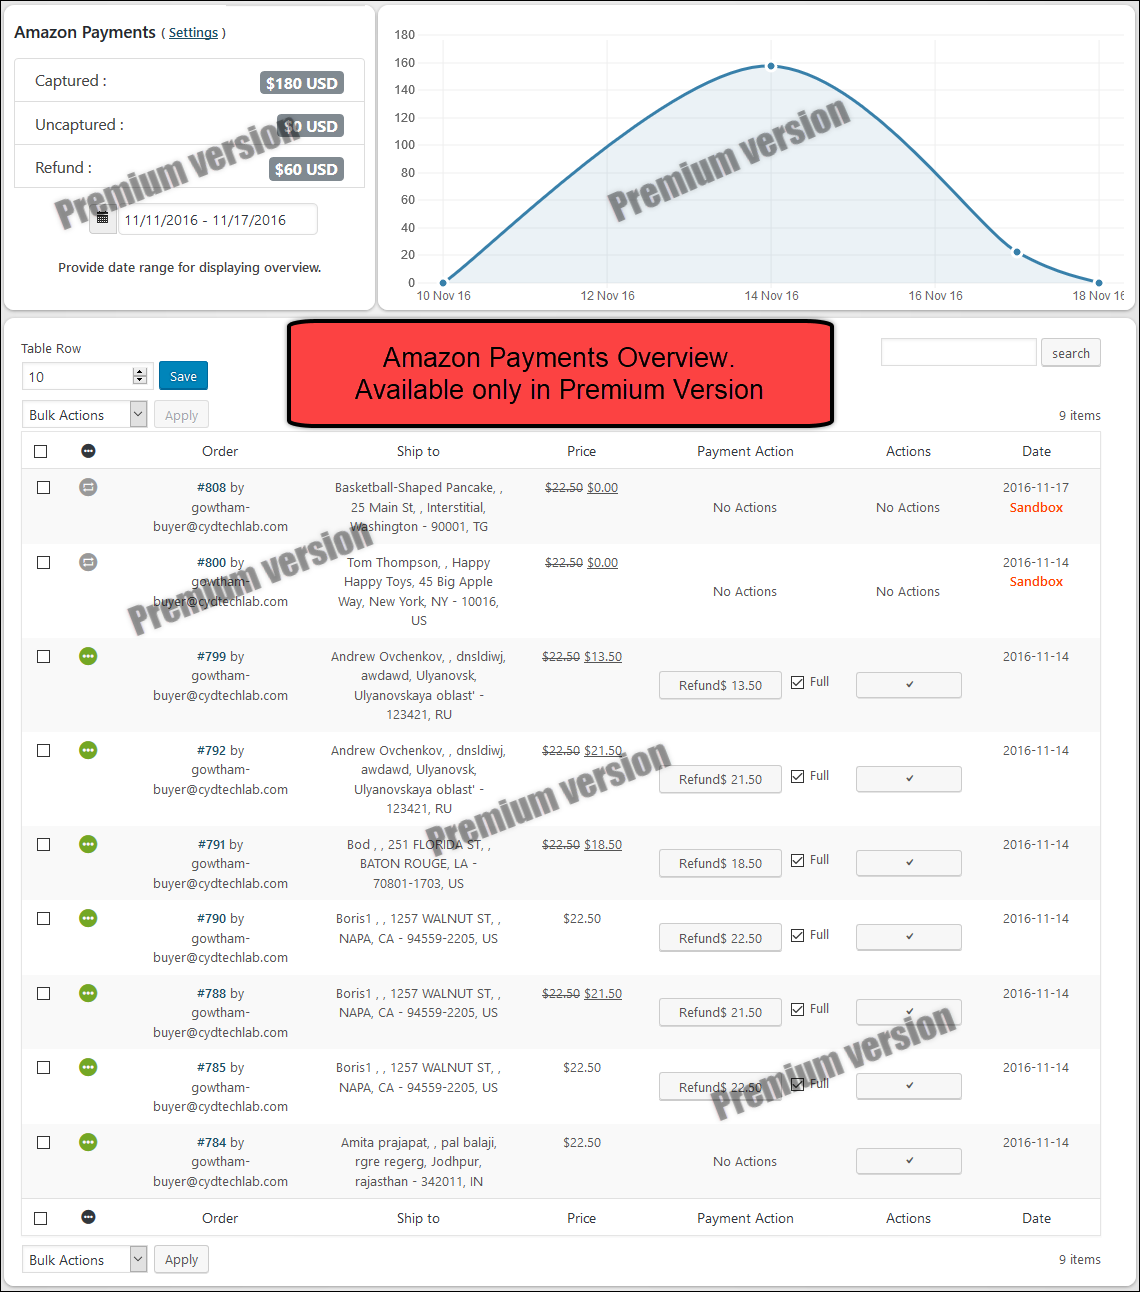 Amazon Payments ( Settings )
Captured :
$180 USD
Uncaptured :
$0 USD
Refund :
$60 USD
Premium version
11/11/2016 - 11/17/2016
Provide date range for displaying overview.
180
160
140
120
100
80
60
40
20
0
10 Nov 16
12 Nov 16
14 Nov 16
16 Nov 16
18 Nov 16
Premium version
Amazon Payments Overview.
Available only in Premium Version
Table Row
10
Save
search
Bulk Actions
Apply
9 items
Order Ship to Price Payment Action Actions Date
#808 by
gowtham-
buyer@cydtechlab.com
Basketball-Shaped Pancake, ,
25 Main St, , Interstitial,
Washington - 90001, TG
$22.50 $0.00
No Actions
No Actions
2016-11-17
Sandbox
#800 by
gowtham-
buyer@cydtechlab.com
Tom Thompson, , Happy
Happy Toys, 45 Big Apple
Way, New York, NY - 10016,
US
$22.50 $0.00
No Actions
No Actions
2016-11-14
Sandbox
Premium version
#799 by
gowtham-
buyer@cydtechlab.com
Andrew Ovchenkov, , dnsldiwj,
awdawd, Ulyanovsk,
Ulyanovskaya oblast' -
123421, RU
$22.50 $13.50
Refund$ 13.50
Full
2016-11-14
#792 by
gowtham-
buyer@cydtechlab.com
Andrew Ovchenkov, , dnsldiwj,
awdawd, Ulyanovsk,
Ulyanovskaya oblast' -
123421, RU
$22.50 $21.50
Refund$ 21.50
Full
2016-11-14
Premium version
#791 by
gowtham-
buyer@cydtechlab.com
Bod , , 251 FLORIDA ST, ,
BATON ROUGE, LA -
70801-1703, US
$22.50 $18.50
Refund$ 18.50
Full
2016-11-14
#790 by
gowtham-
buyer@cydtechlab.com
Boris1 , , 1257 WALNUT ST, ,
NAPA, CA - 94559-2205, US
$22.50
Refund$ 22.50
Full
2016-11-14
#788 by
gowtham-
buyer@cydtechlab.com
Boris1 , , 1257 WALNUT ST, ,
NAPA, CA - 94559-2205, US
$22.50 $21.50
Refund$ 21.50
Full
2016-11-14
#785 by
gowtham-
buyer@cydtechlab.com
Boris1 , , 1257 WALNUT ST, ,
NAPA, CA - 94559-2205, US
$22.50
Refund$ 22.50
Full
2016-11-14
Premium version
#784 by
gowtham-
buyer@cydtechlab.com
Amita prajapat, , pal balaji,
rgre regerg, Jodhpur,
rajasthan - 342011, IN
$22.50
No Actions
2016-11-14
Order Ship to Price Payment Action Actions Date
Bulk Actions
Apply
9 items